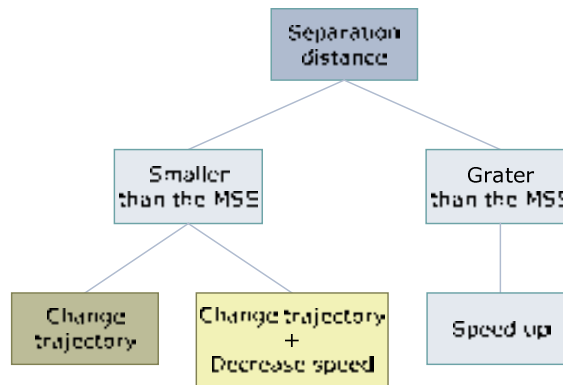 Separation
distance
Smaller
than the MSS
Grater
than the MSS
Change
trajectory
Change trajectory
+
Decrease speed
Speed up